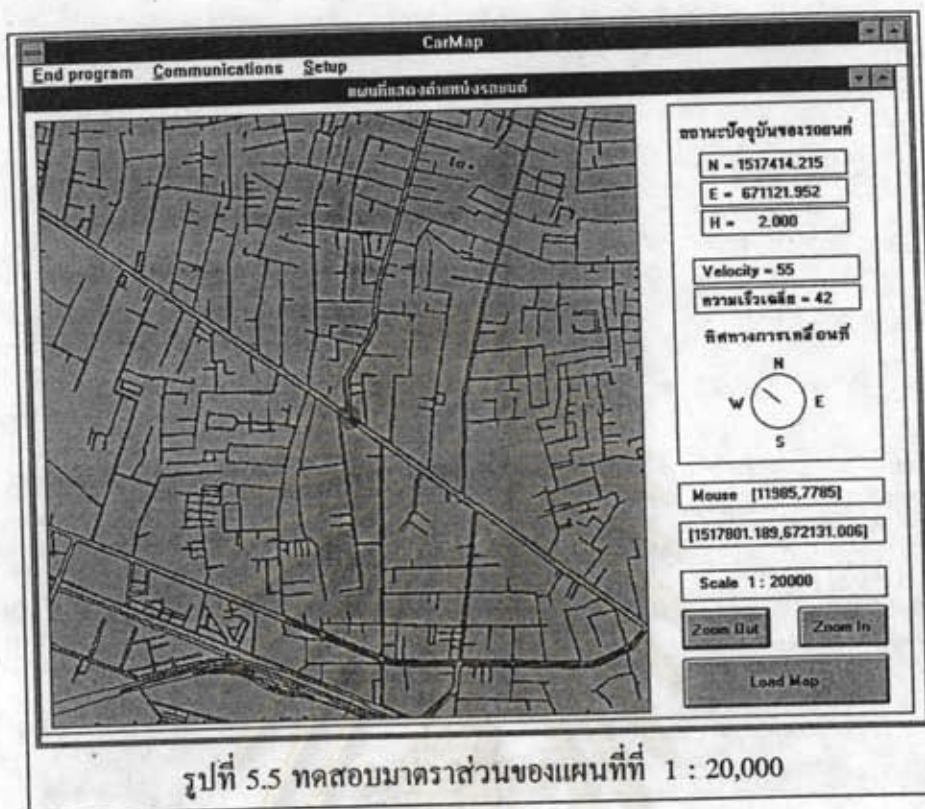 CarMap
End program Communications Setup
แผนที่แสดงตำแหน่งรถยนต์
สถานะปัจจุบันของรถยนต์
N = 1517414.215
E = 671121.952
H = 2.000
Velocity = 55
ความเร็วเฉลี่ย = 42
ทิศทางการเคลื่อนที่
N
W E
S
Mouse [11985,7785]
[1517801.189,672131.006]
Scale 1 : 20000
Zoom Out Zoom In
Load Map
รูปที่ 5.5 ทดสอบมาตราส่วนของแผนที่ที่ 1 : 20,000